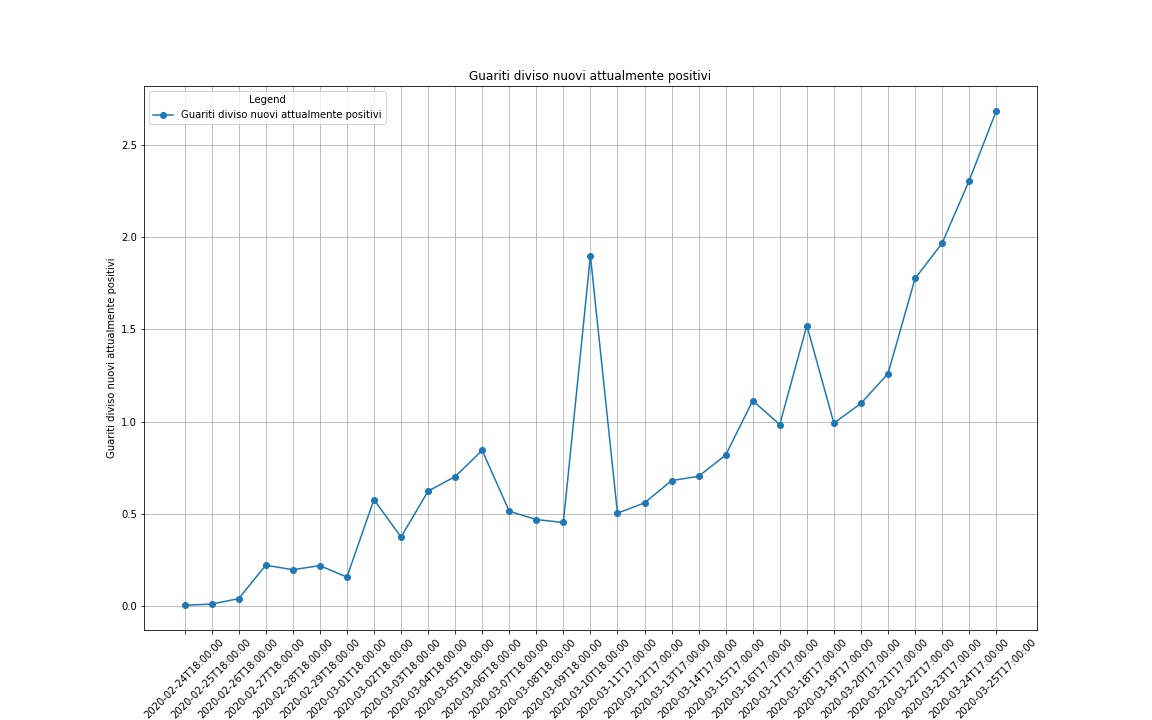 Guariti diviso nuovi attualmente positivi
Legend
Guariti diviso nuovi attualmente positivi
2.5
2.0
1.5
1.0
0.5
0.0
Guariti diviso nuovi attualmente positivi
2020-02-24T18:00:00
2020-02-25T18:00:00
2020-02-26T18:00:00
2020-02-27T18:00:00
2020-02-28T18:00:00
2020-02-29T18:00:00
2020-03-01T18:00:00
2020-03-02T18:00:00
2020-03-03T18:00:00
2020-03-04T18:00:00
2020-03-05T18:00:00
2020-03-06T18:00:00
2020-03-07T18:00:00
2020-03-08T18:00:00
2020-03-09T18:00:00
2020-03-10T18:00:00
2020-03-11T17:00:00
2020-03-12T17:00:00
2020-03-13T17:00:00
2020-03-14T17:00:00
2020-03-15T17:00:00
2020-03-16T17:00:00
2020-03-17T17:00:00
2020-03-18T17:00:00
2020-03-19T17:00:00
2020-03-20T17:00:00
2020-03-21T17:00:00
2020-03-22T17:00:00
2020-03-23T17:00:00
2020-03-24T17:00:00
2020-03-25T17:00:00